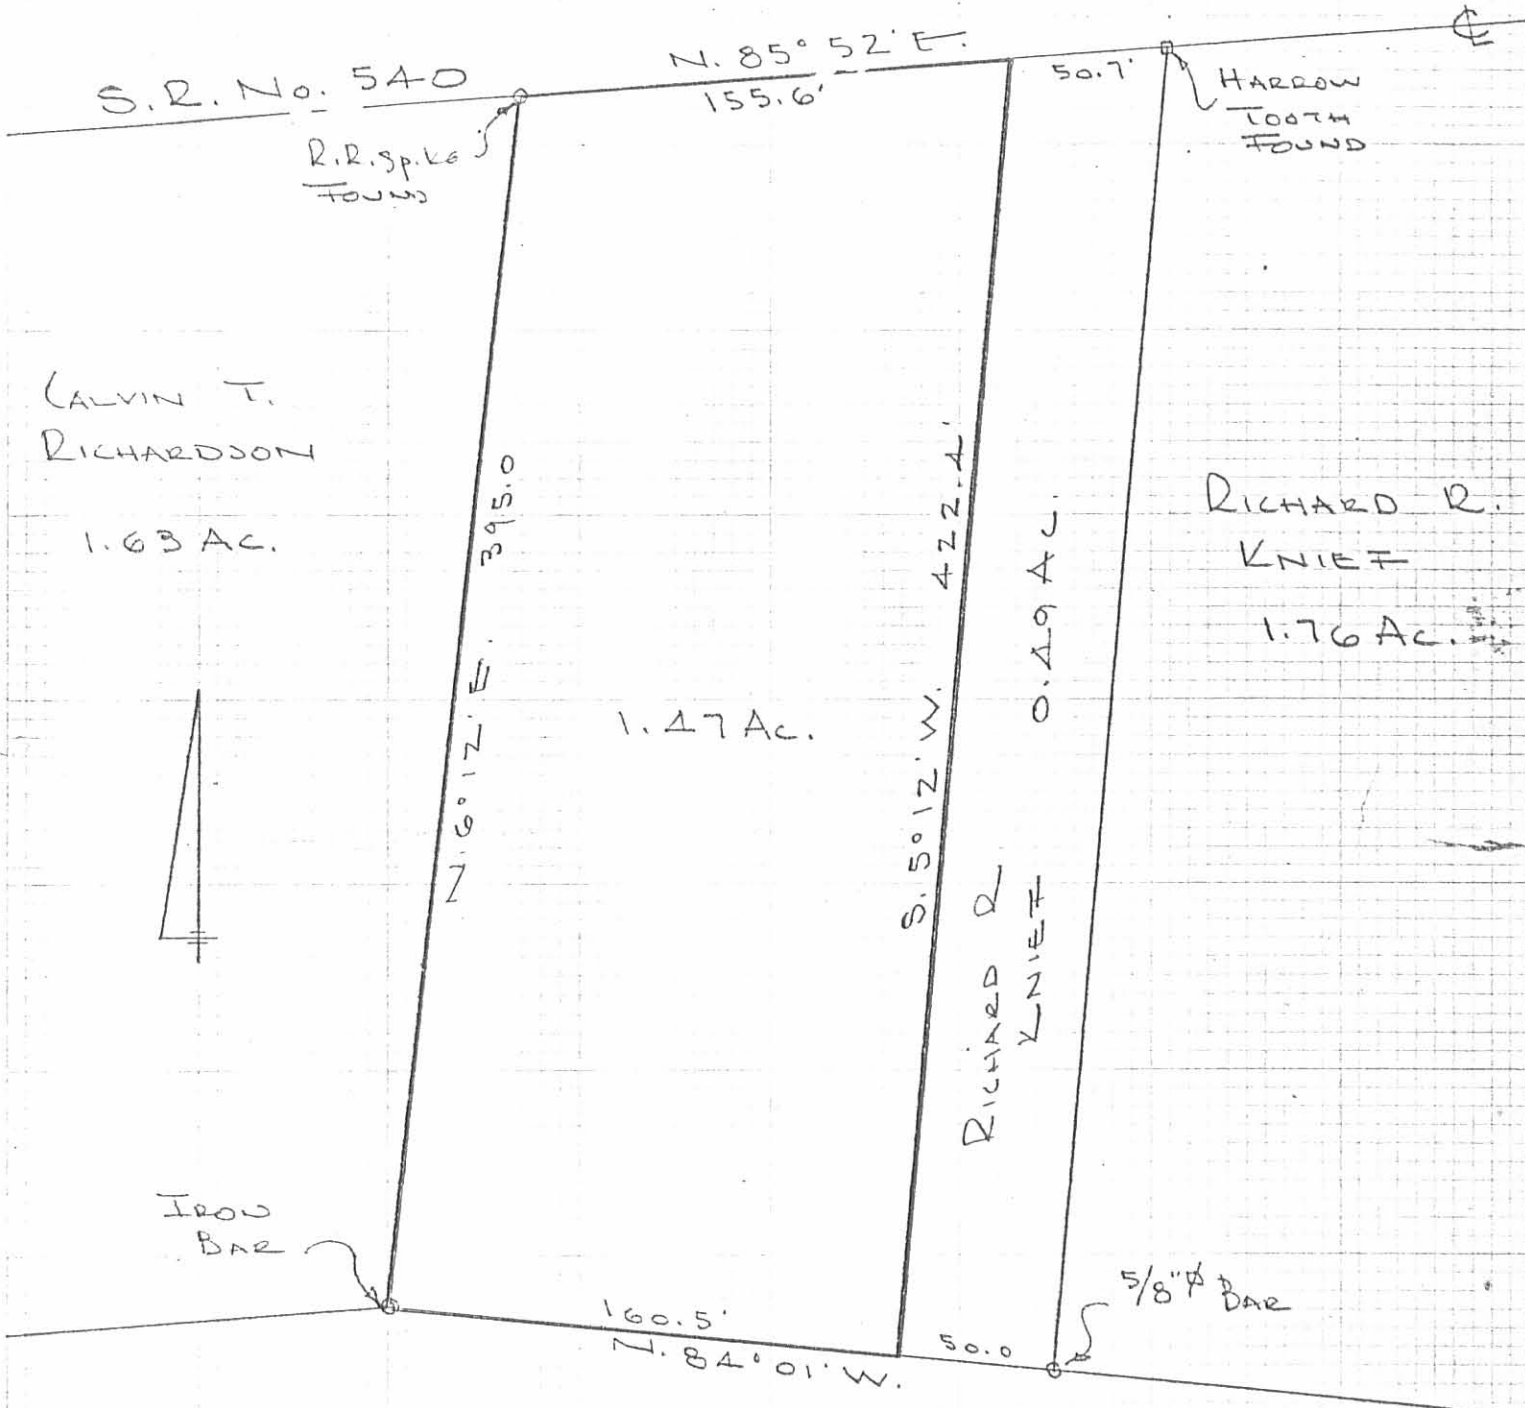 S.R. No. 540
N. 85° 52' E.
155.6'
50.7'
℄
R.R. Spike
FOUND
HARROW
TOOTH
FOUND
CALVIN T.
RICHARDSON
1.63 AC.
N. 6° 12' E. 395.0
1.47 AC.
S. 5° 12' W. 422.4'
RICHARD R
KNIEF
0.49 AC.
RICHARD R.
KNIEF
1.76 AC.
IRON
BAR
160.5'
N. 84° 01' W.
50.0
5/8"⌀ BAR